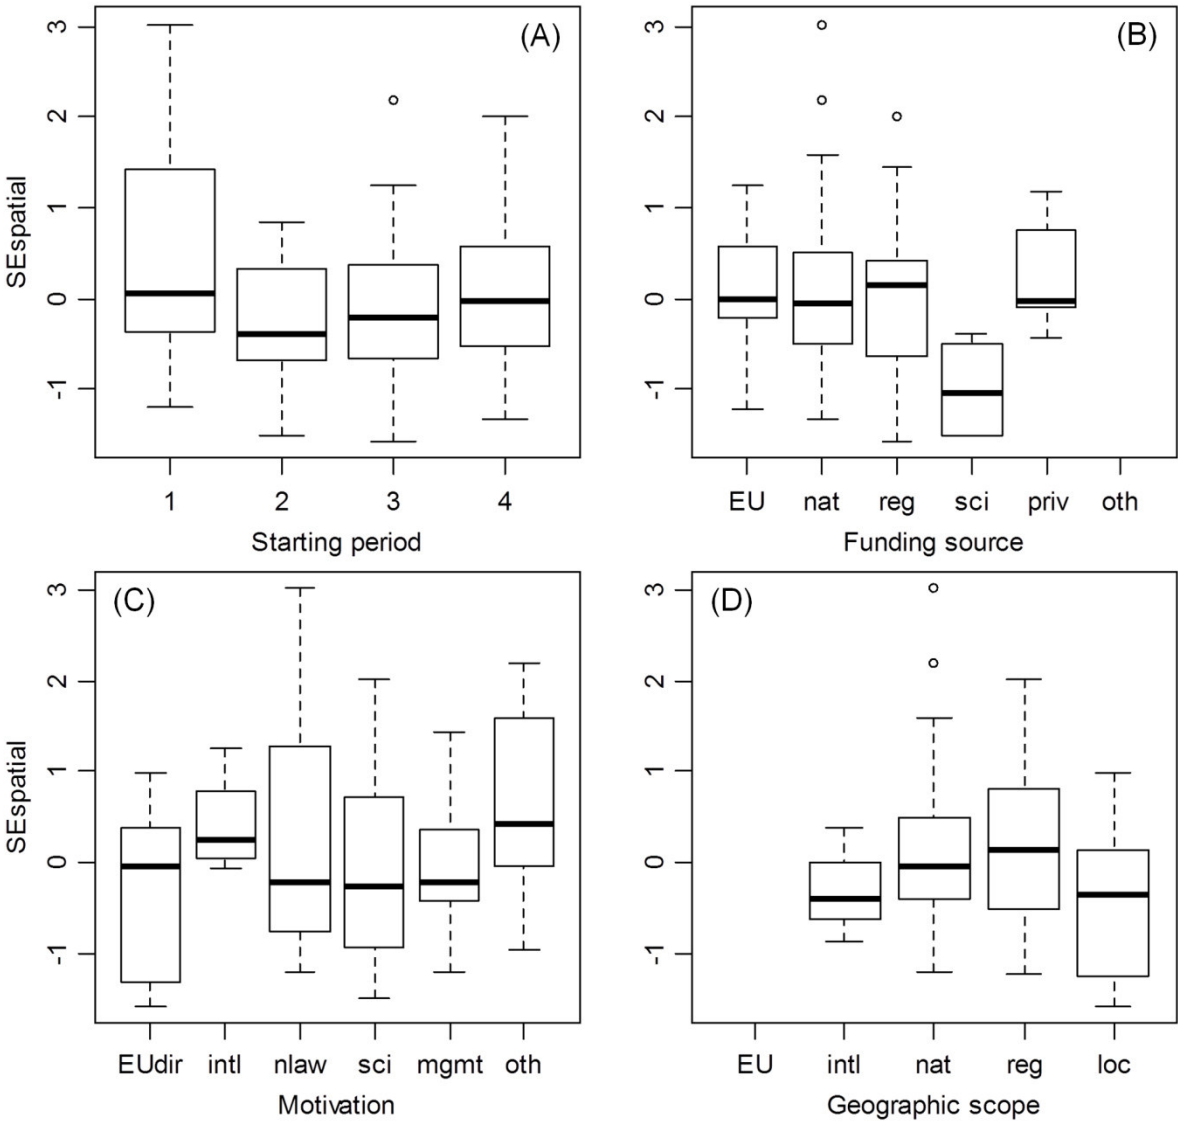 (A)
3
2
1
0
-1
SEspatial
1 2 3 4
Starting period
(B)
3
2
1
0
-1
EU nat reg sci priv oth
Funding source
(C)
3
2
1
0
-1
SEspatial
EUdir intl nlaw sci mgmt oth
Motivation
(D)
3
2
1
0
-1
EU intl nat reg loc
Geographic scope